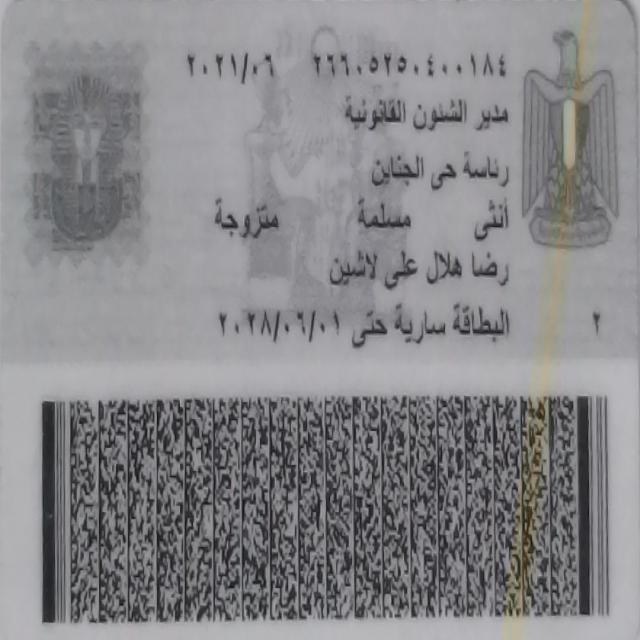 ٢٦٦٠٥٢٥٠٤٠٠١٨٤ ٢٠٢١/٠٦
مدير الشئون القانونية
رئاسة حى الجناين
أنثى مسلمة متزوجة
رضا هلال على لاشين
البطاقة سارية حتى ٢٠٢٨/٠٦/٠١ ٢